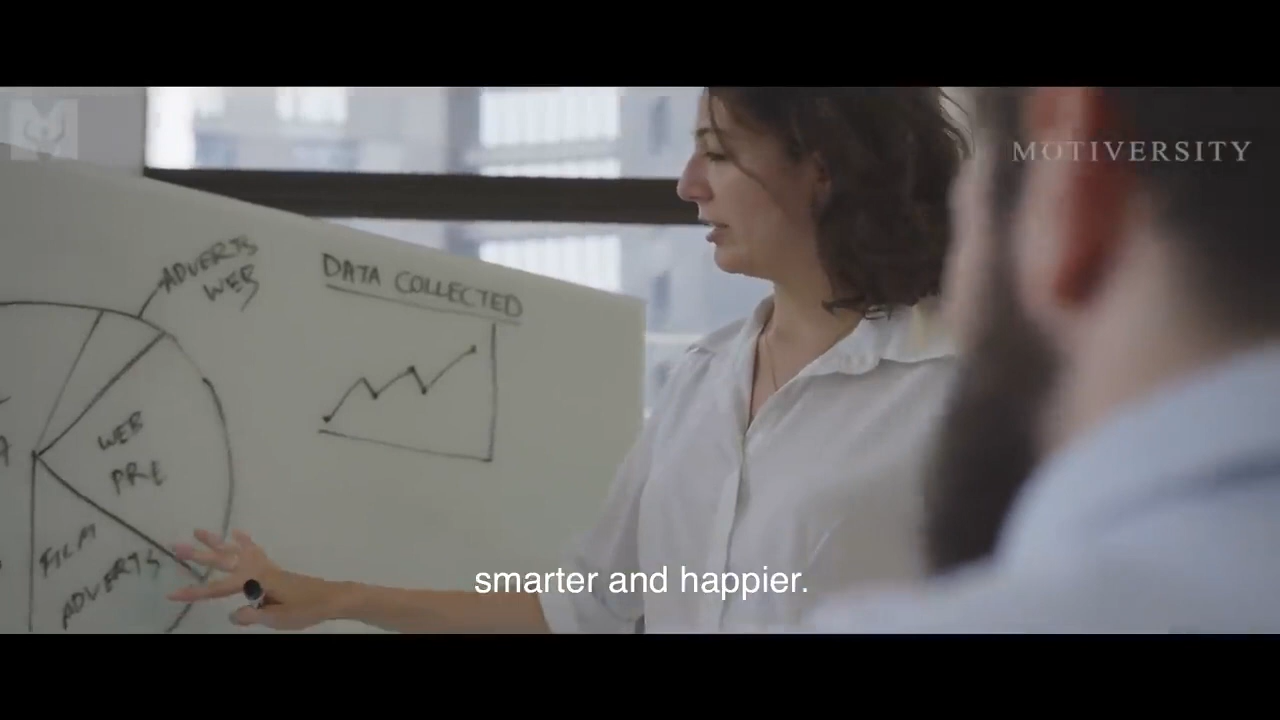 MOTIVERSITY
ADVERTS
WEB
DATA COLLECTED
WEB
PRE
FILM
ADVERTS
smarter and happier.